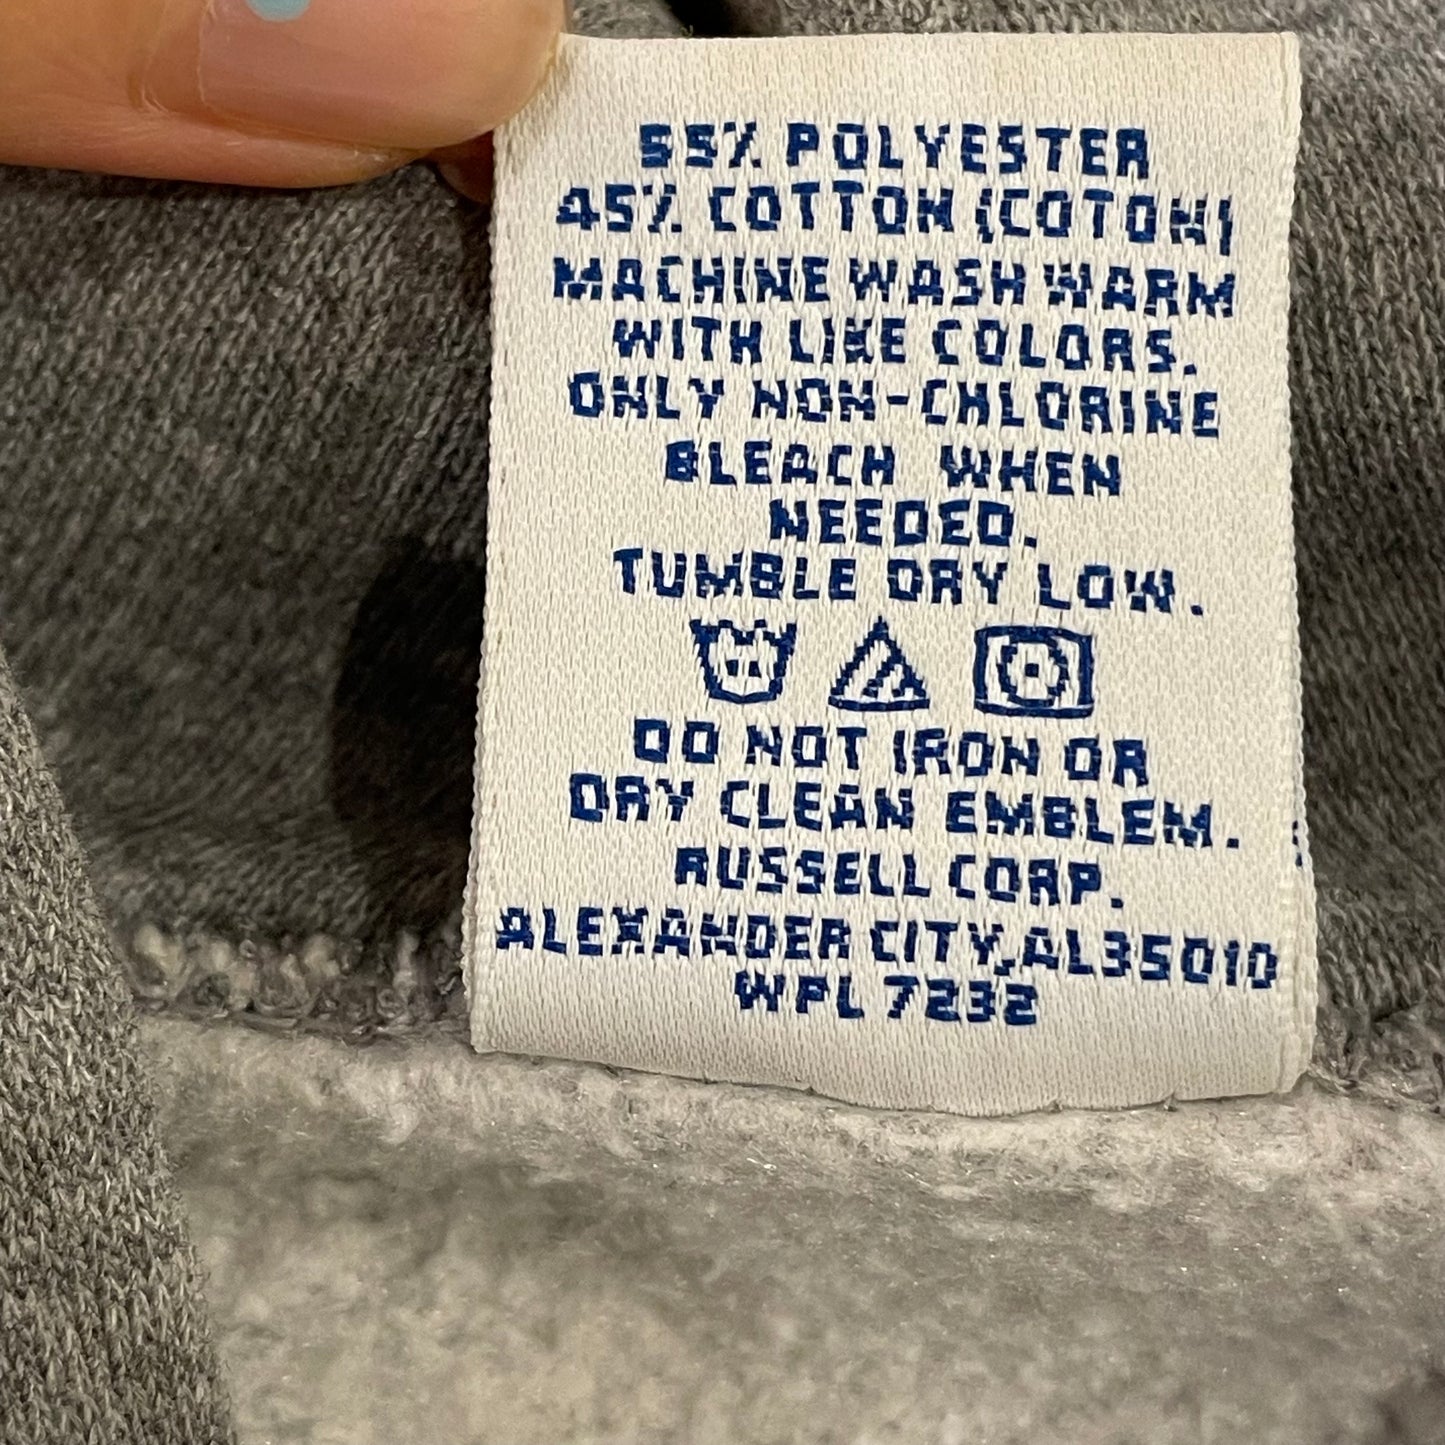 55% POLYESTER
45% COTTON (COTON)
MACHINE WASH WARM
WITH LIKE COLORS.
ONLY NON-CHLORINE
BLEACH WHEN
NEEDED.
TUMBLE DRY LOW.
DO NOT IRON OR
DRY CLEAN EMBLEM.
RUSSELL CORP.
ALEXANDER CITY, AL35010
WPL 7232